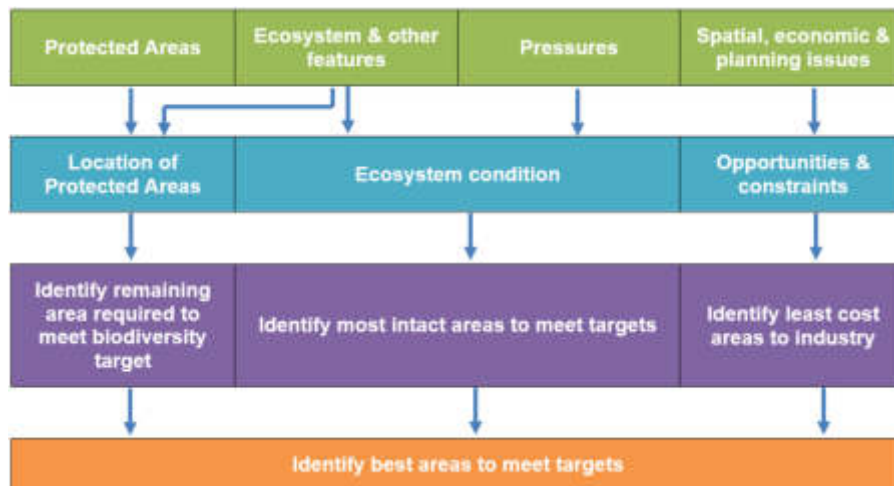 Protected Areas
Ecosystem & other
features
Pressures
Spatial, economic &
planning issues
Location of
Protected Areas
Ecosystem condition
Opportunities &
constraints
Identify remaining
area required to
meet biodiversity
target
Identify most intact areas to meet targets
Identify least cost
areas to industry
Identify best areas to meet targets